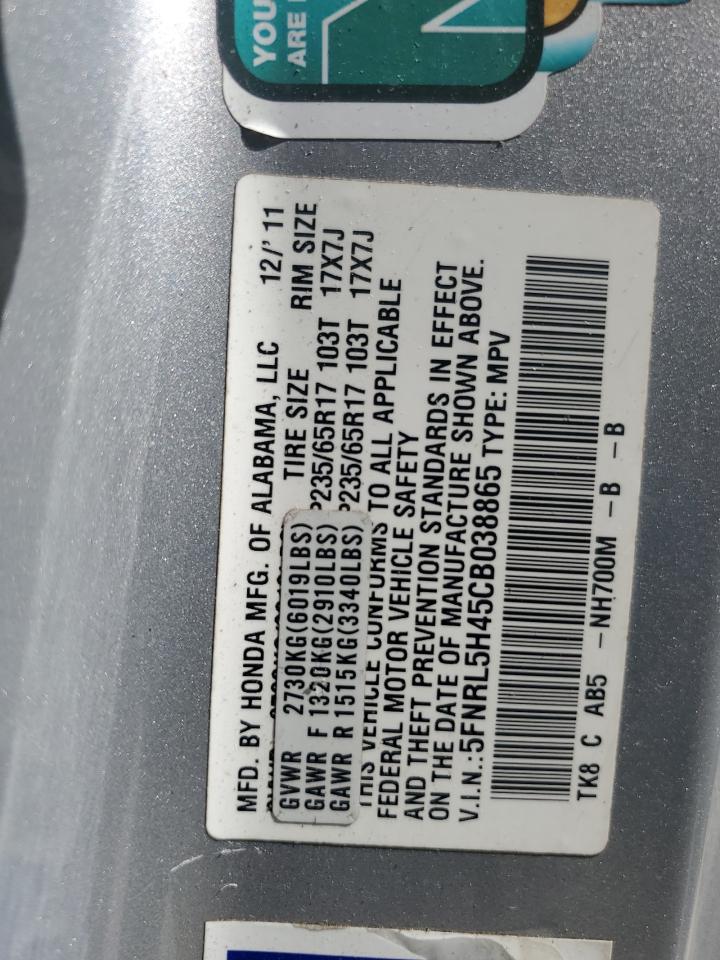 YOU
ARE
MFD. BY HONDA MFG. OF ALABAMA, LLC 12/'11
TIRE SIZE RIM SIZE
GVWR 2730KG(6019LBS)
GAWR F 1320KG(2910LBS) P235/65R17 103T 17X7J
GAWR R 1515KG(3340LBS) P235/65R17 103T 17X7J
THIS VEHICLE CONFORMS TO ALL APPLICABLE
FEDERAL MOTOR VEHICLE SAFETY
AND THEFT PREVENTION STANDARDS IN EFFECT
ON THE DATE OF MANUFACTURE SHOWN ABOVE.
V.I.N.:5FNRL5H45CB038865 TYPE: MPV
TK8 C AB5 -NH700M -B -B